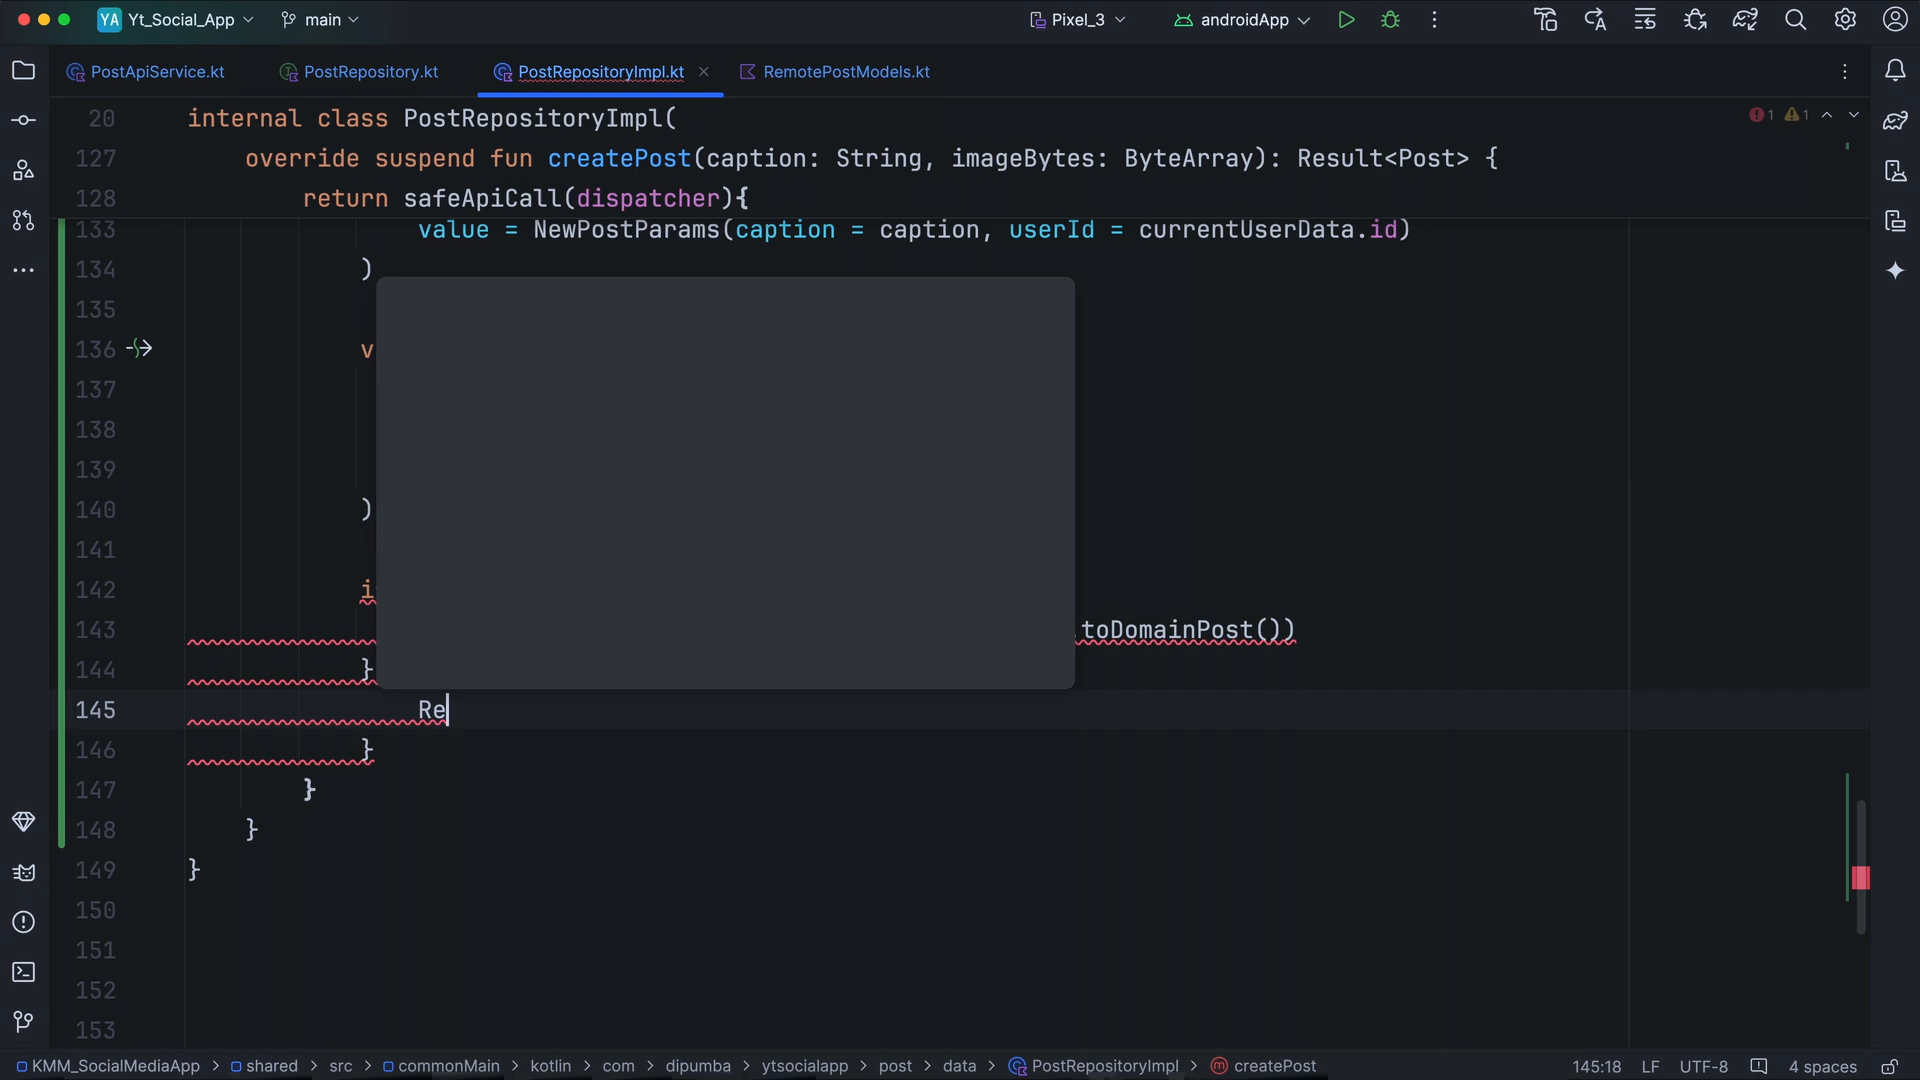 YA Yt_Social_App main Pixel_3 androidApp
PostApiService.kt PostRepository.kt PostRepositoryImpl.kt RemotePostModels.kt
20 internal class PostRepositoryImpl( 1 1
127 override suspend fun createPost(caption: String, imageBytes: ByteArray): Result<Post> {
128 return safeApiCall(dispatcher){
133 value = NewPostParams(caption = caption, userId = currentUserData.id)
134 )
135
136 v
137
138
139
140 )
141
142 i
143 .toDomainPost())
144 }
145 Re
146 }
147 }
148 }
149 }
150
151
152
153
KMM_SocialMediaApp > shared > src > commonMain > kotlin > com > dipumba > ytsocialapp > post > data > PostRepositoryImpl > createPost 145:18 LF UTF-8 4 spaces